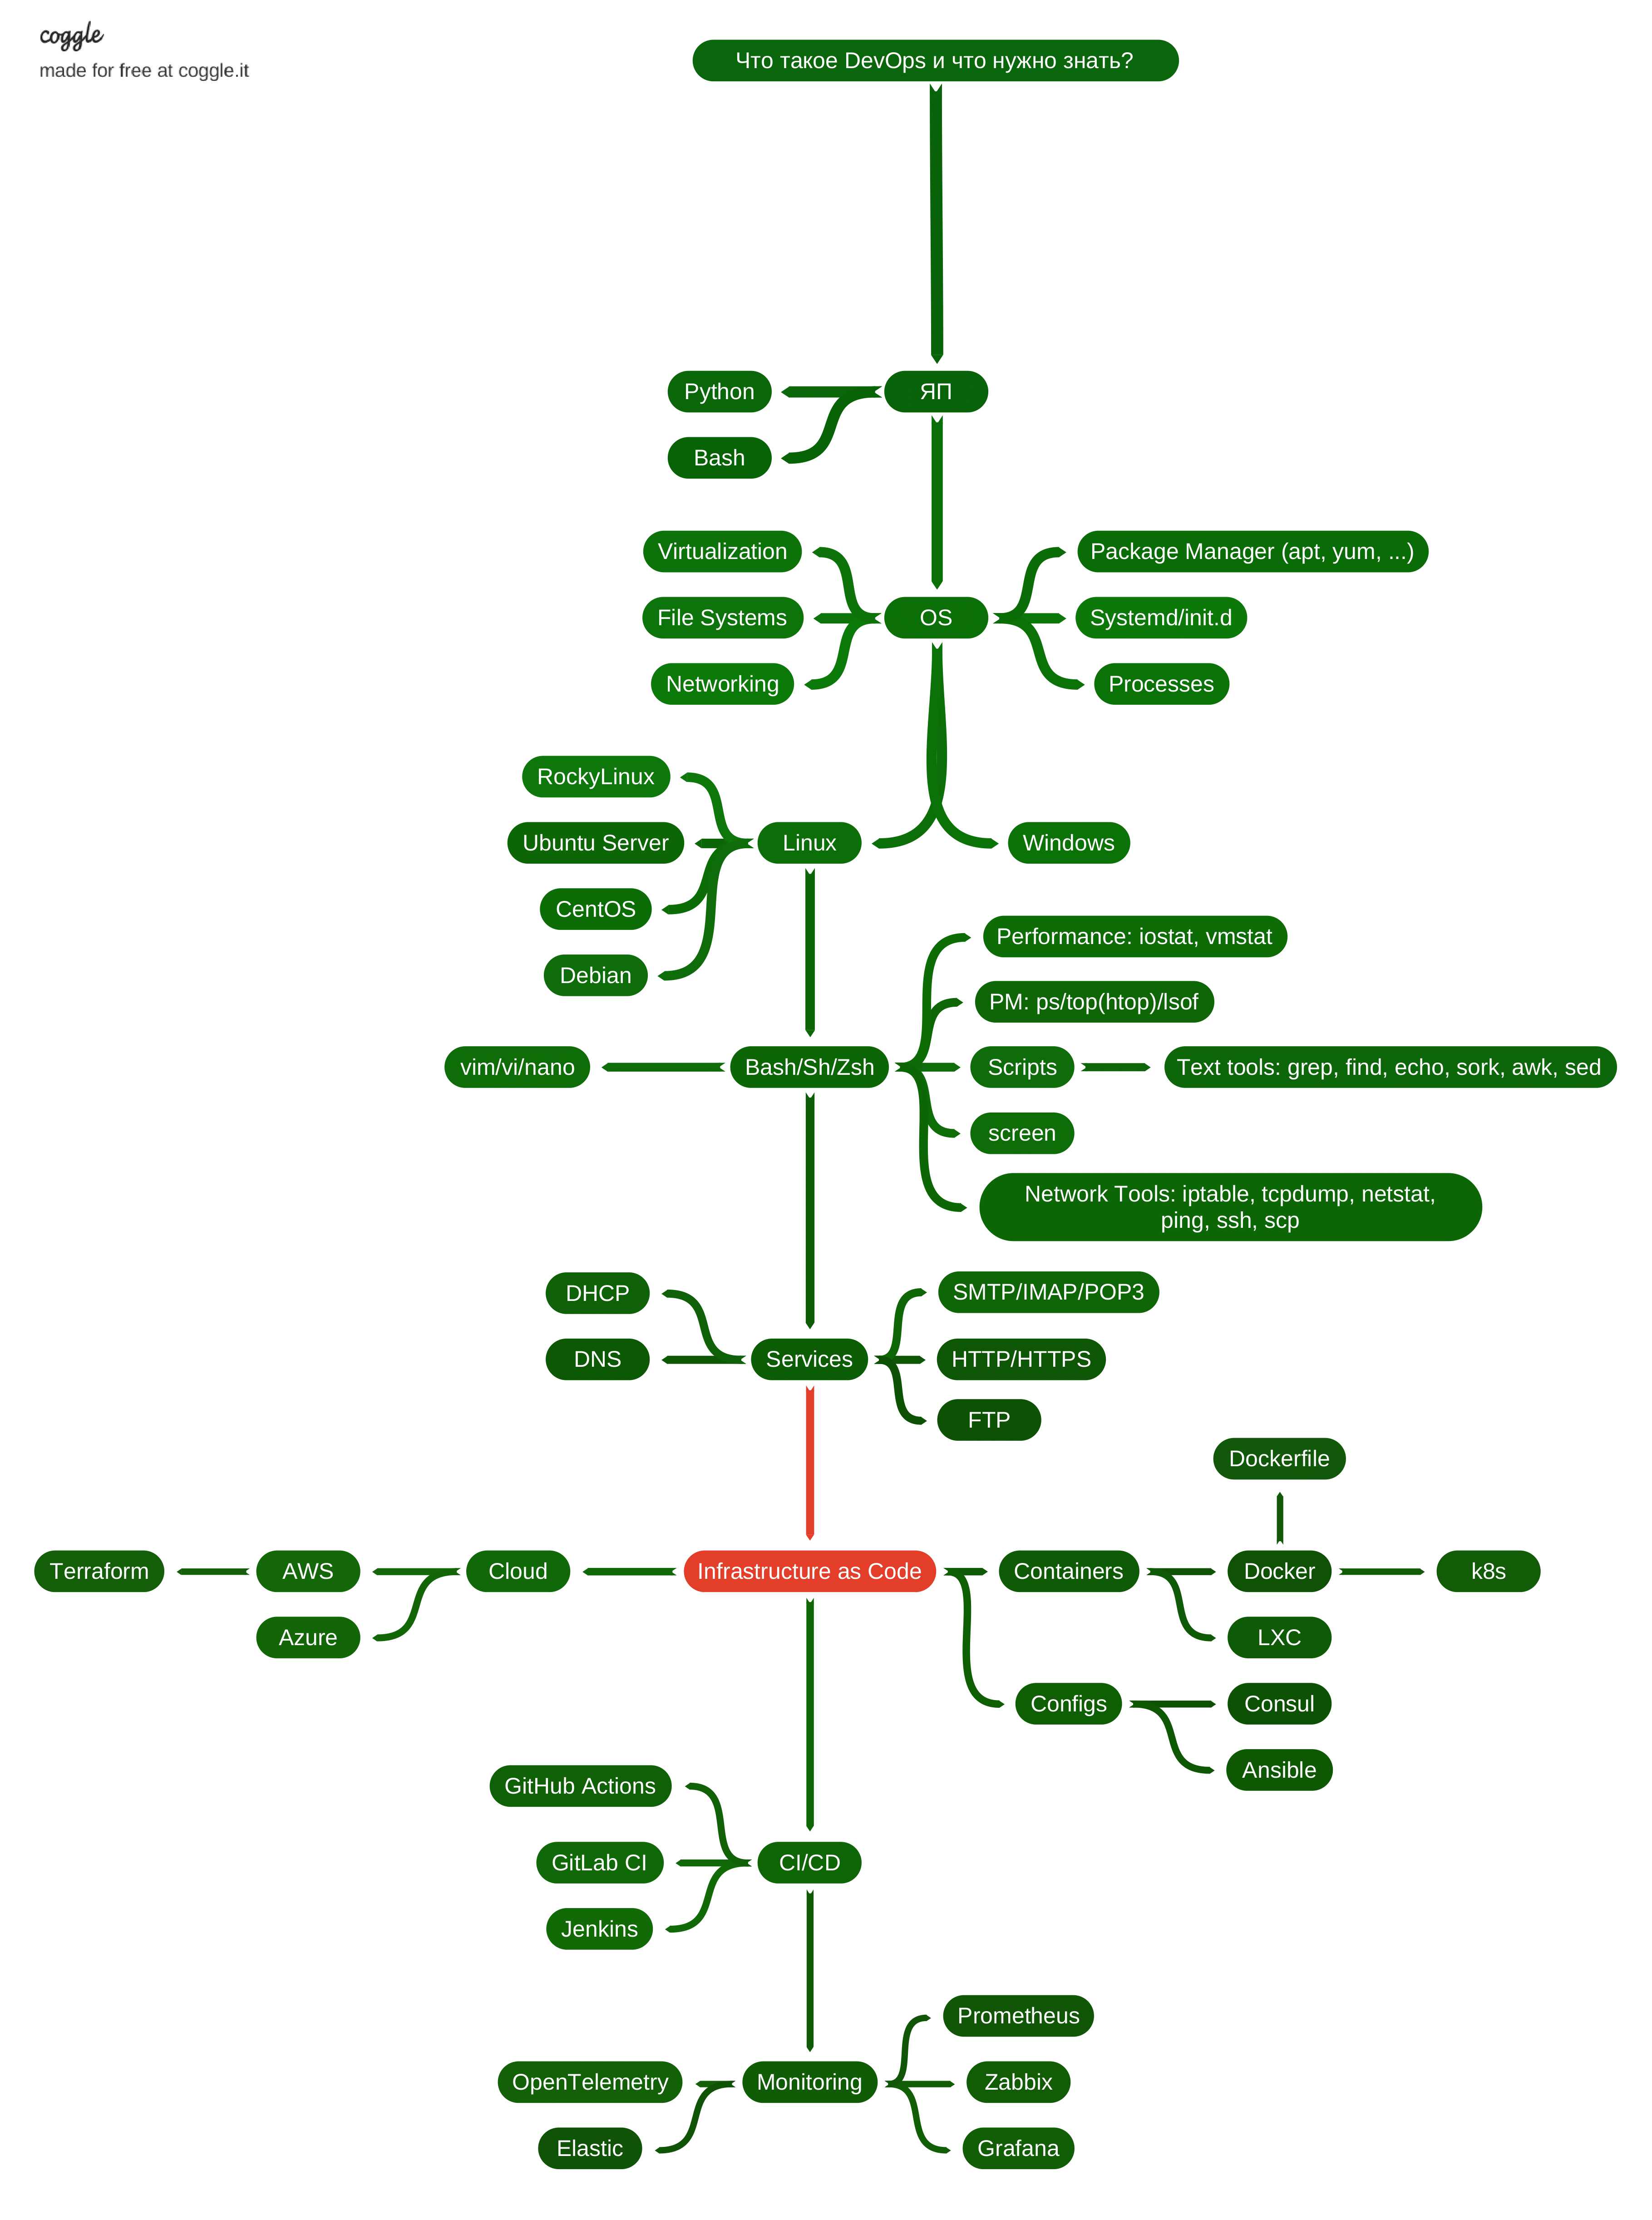 coggle
made for free at coggle.it
Что такое DevOps и что нужно знать?
Python
ЯП
Bash
Virtualization
Package Manager (apt, yum, ...)
File Systems
OS
Systemd/init.d
Networking
Processes
RockyLinux
Ubuntu Server
Linux
Windows
CentOS
Performance: iostat, vmstat
Debian
PM: ps/top(htop)/lsof
vim/vi/nano
Bash/Sh/Zsh
Scripts
Text tools: grep, find, echo, sork, awk, sed
screen
Network Tools: iptable, tcpdump, netstat,
ping, ssh, scp
DHCP
SMTP/IMAP/POP3
DNS
Services
HTTP/HTTPS
FTP
Dockerfile
Terraform
AWS
Cloud
Infrastructure as Code
Containers
Docker
k8s
Azure
LXC
Configs
Consul
Ansible
GitHub Actions
GitLab CI
CI/CD
Jenkins
Prometheus
OpenTelemetry
Monitoring
Zabbix
Elastic
Grafana